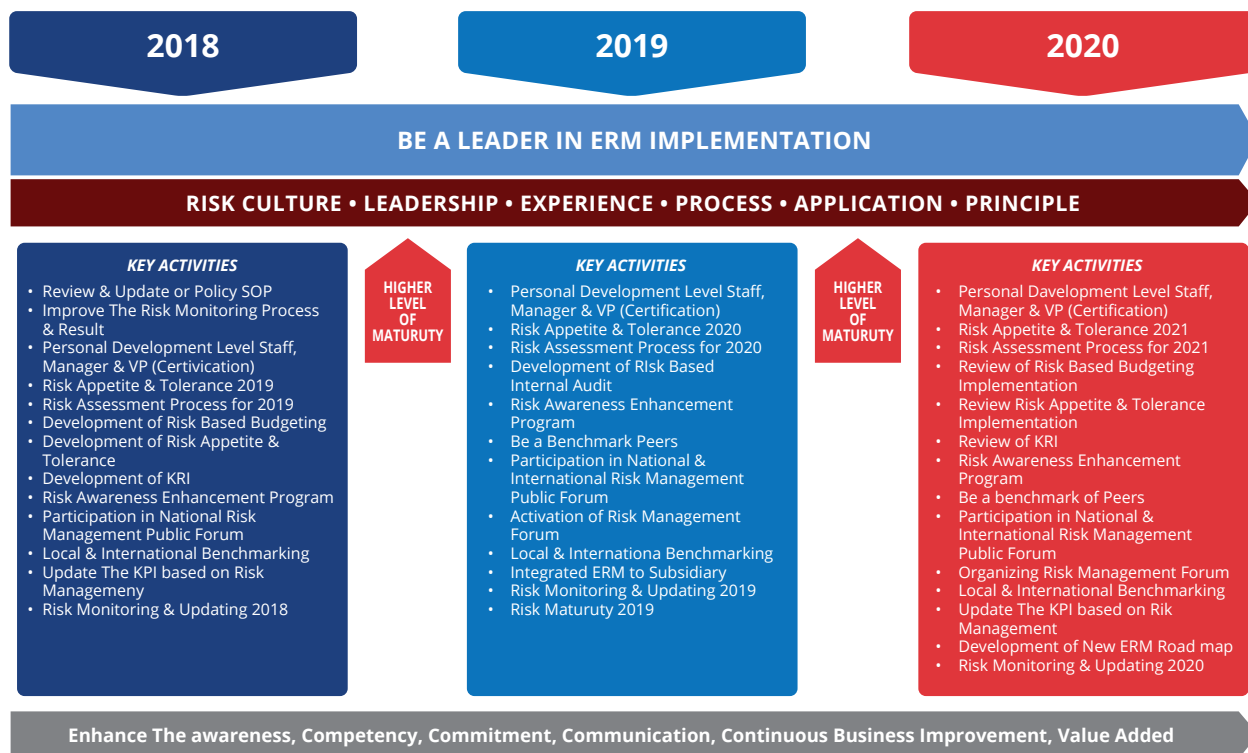 2018
2019
2020
BE A LEADER IN ERM IMPLEMENTATION
RISK CULTURE • LEADERSHIP • EXPERIENCE • PROCESS • APPLICATION • PRINCIPLE
KEY ACTIVITIES
• Review & Update or Policy SOP
• Improve The Risk Monitoring Process
& Result
• Personal Development Level Staff,
Manager & VP (Certivication)
• Risk Appetite & Tolerance 2019
• Risk Assessment Process for 2019
• Development of Risk Based Budgeting
• Development of Risk Appetite &
Tolerance
• Development of KRI
• Risk Awareness Enhancement Program
• Participation in National Risk
Management Public Forum
• Local & International Benchmarking
• Update The KPI based on Risk
Managemeny
• Risk Monitoring & Updating 2018
HIGHER
LEVEL
OF
MATURUTY
KEY ACTIVITIES
• Personal Development Level Staff,
Manager & VP (Certification)
• Risk Appetite & Tolerance 2020
• Risk Assessment Process for 2020
• Development of RIsk Based
Internal Audit
• Risk Awareness Enhancement
Program
• Be a Benchmark Peers
• Participation in National &
International Risk Management
Public Forum
• Activation of Risk Management
Forum
• Local & Internationa Benchmarking
• Integrated ERM to Subsidiary
• Risk Monitoring & Updating 2019
• Risk Maturuty 2019
HIGHER
LEVEL
OF
MATURUTY
KEY ACTIVITIES
• Personal Davelopment Level Staff,
Manager & VP (Certification)
• Risk Appetite & Tolerance 2021
• Risk Assessment Process for 2021
• Review of Risk Based Budgeting
Implementation
• Review Risk Appetite & Tolerance
Implementation
• Review of KRI
• Risk Awareness Enhancement
Program
• Be a benchmark of Peers
• Participation in National &
International Risk Management
Public Forum
• Organizing Risk Management Forum
• Local & International Benchmarking
• Update The KPI based on Rik
Management
• Development of New ERM Road map
• Risk Monitoring & Updating 2020
Enhance The awareness, Competency, Commitment, Communication, Continuous Business Improvement, Value Added